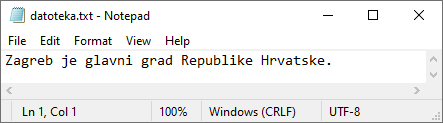 datoteka.txt - Notepad
File Edit Format View Help
Zagreb je glavni grad Republike Hrvatske.
Ln 1, Col 1 100% Windows (CRLF) UTF-8